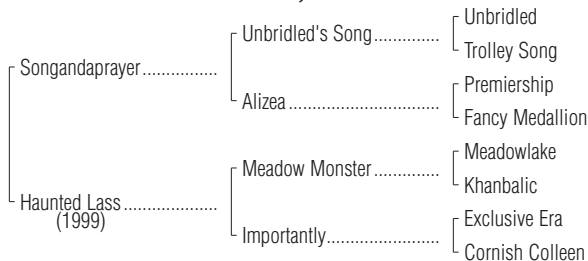 Unbridled
Unbridled's Song..............
Trolley Song
Songandaprayer................
Premiership
Alizea................................
Fancy Medallion
Meadowlake
Meadow Monster..............
Khanbalic
Haunted Lass....................
(1999)
Exclusive Era
Importantly........................
Cornish Colleen